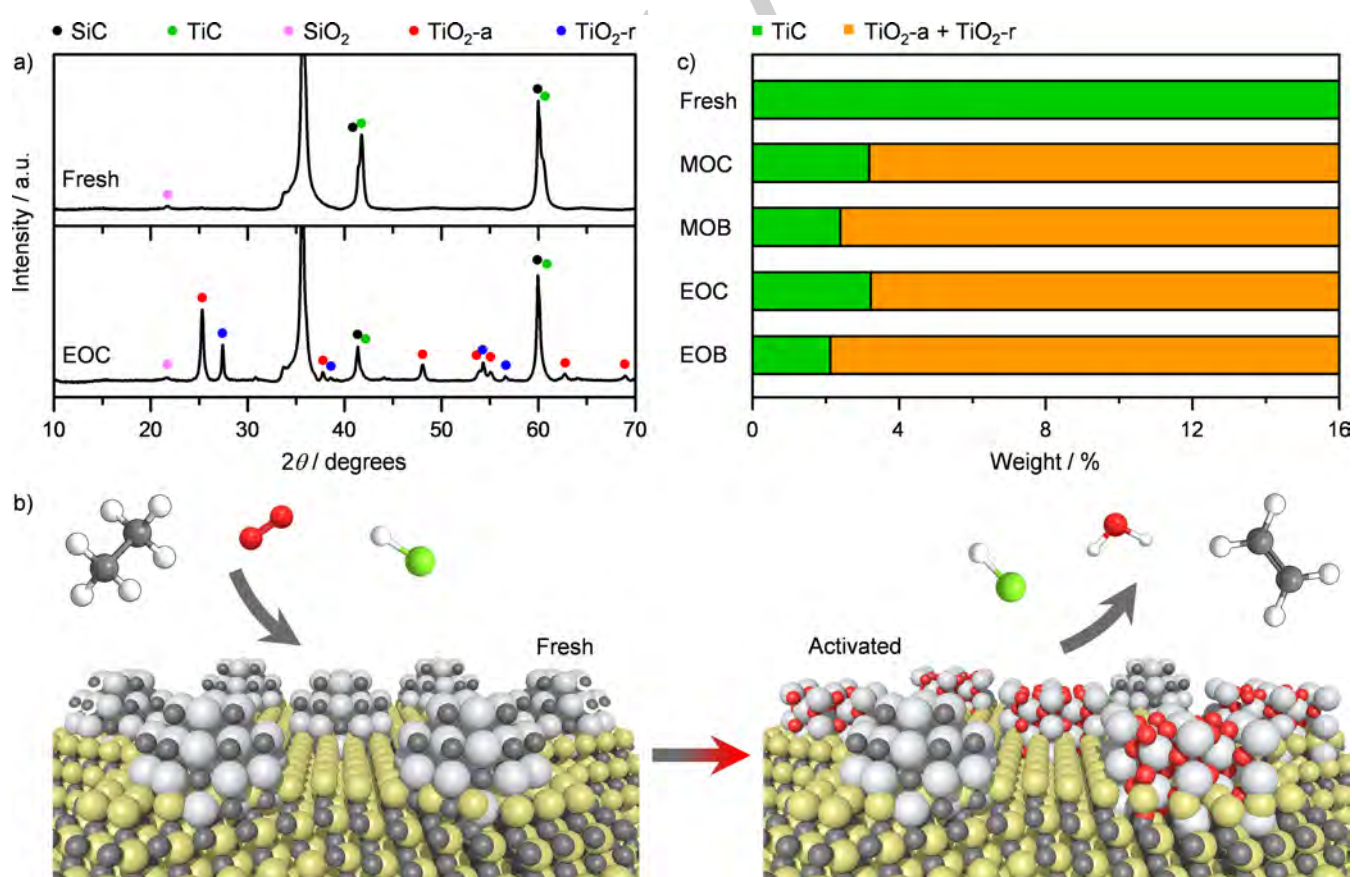 SiC TiC SiO2 TiO2-a TiO2-r
a)
Fresh
EOC
Intensity / a.u.
10 20 30 40 50 60 70
2θ / degrees
TiC TiO2-a + TiO2-r
c)
Fresh
MOC
MOB
EOC
EOB
0 4 8 12 16
Weight / %
b)
Fresh
Activated